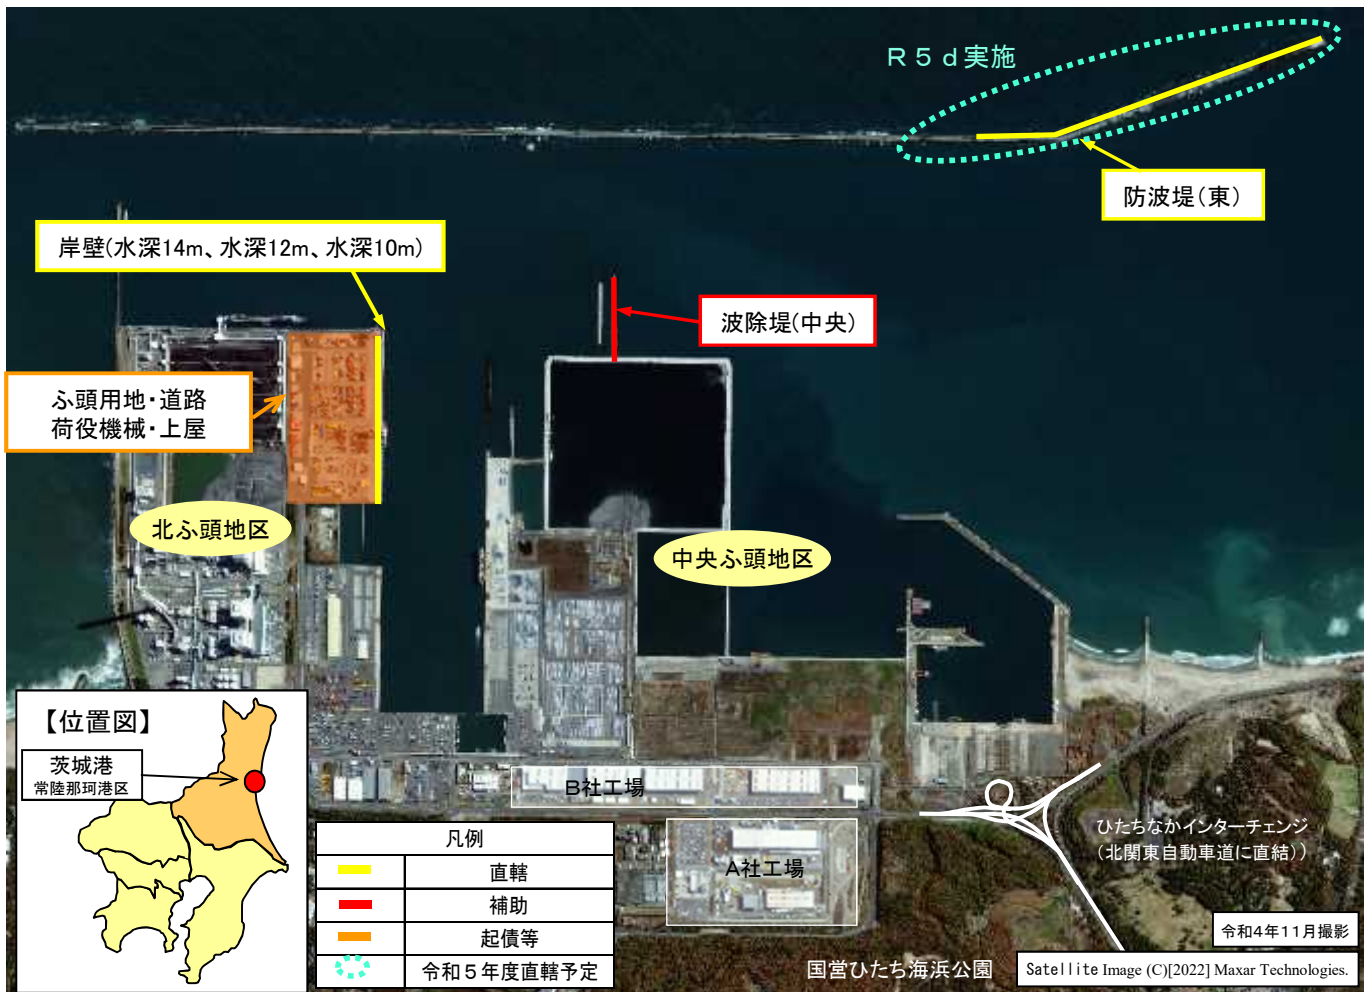 Ｒ５ｄ実施
防波堤(東)
岸壁(水深14m、水深12m、水深10m)
波除堤(中央)
ふ頭用地・道路
荷役機械・上屋
北ふ頭地区
中央ふ頭地区
【位置図】
茨城港
常陸那珂港区
B社工場
A社工場
ひたちなかインターチェンジ
(北関東自動車道に直結))
凡例
直轄
補助
起債等
令和５年度直轄予定
国営ひたち海浜公園
令和4年11月撮影
Satellite Image (C)[2022] Maxar Technologies.